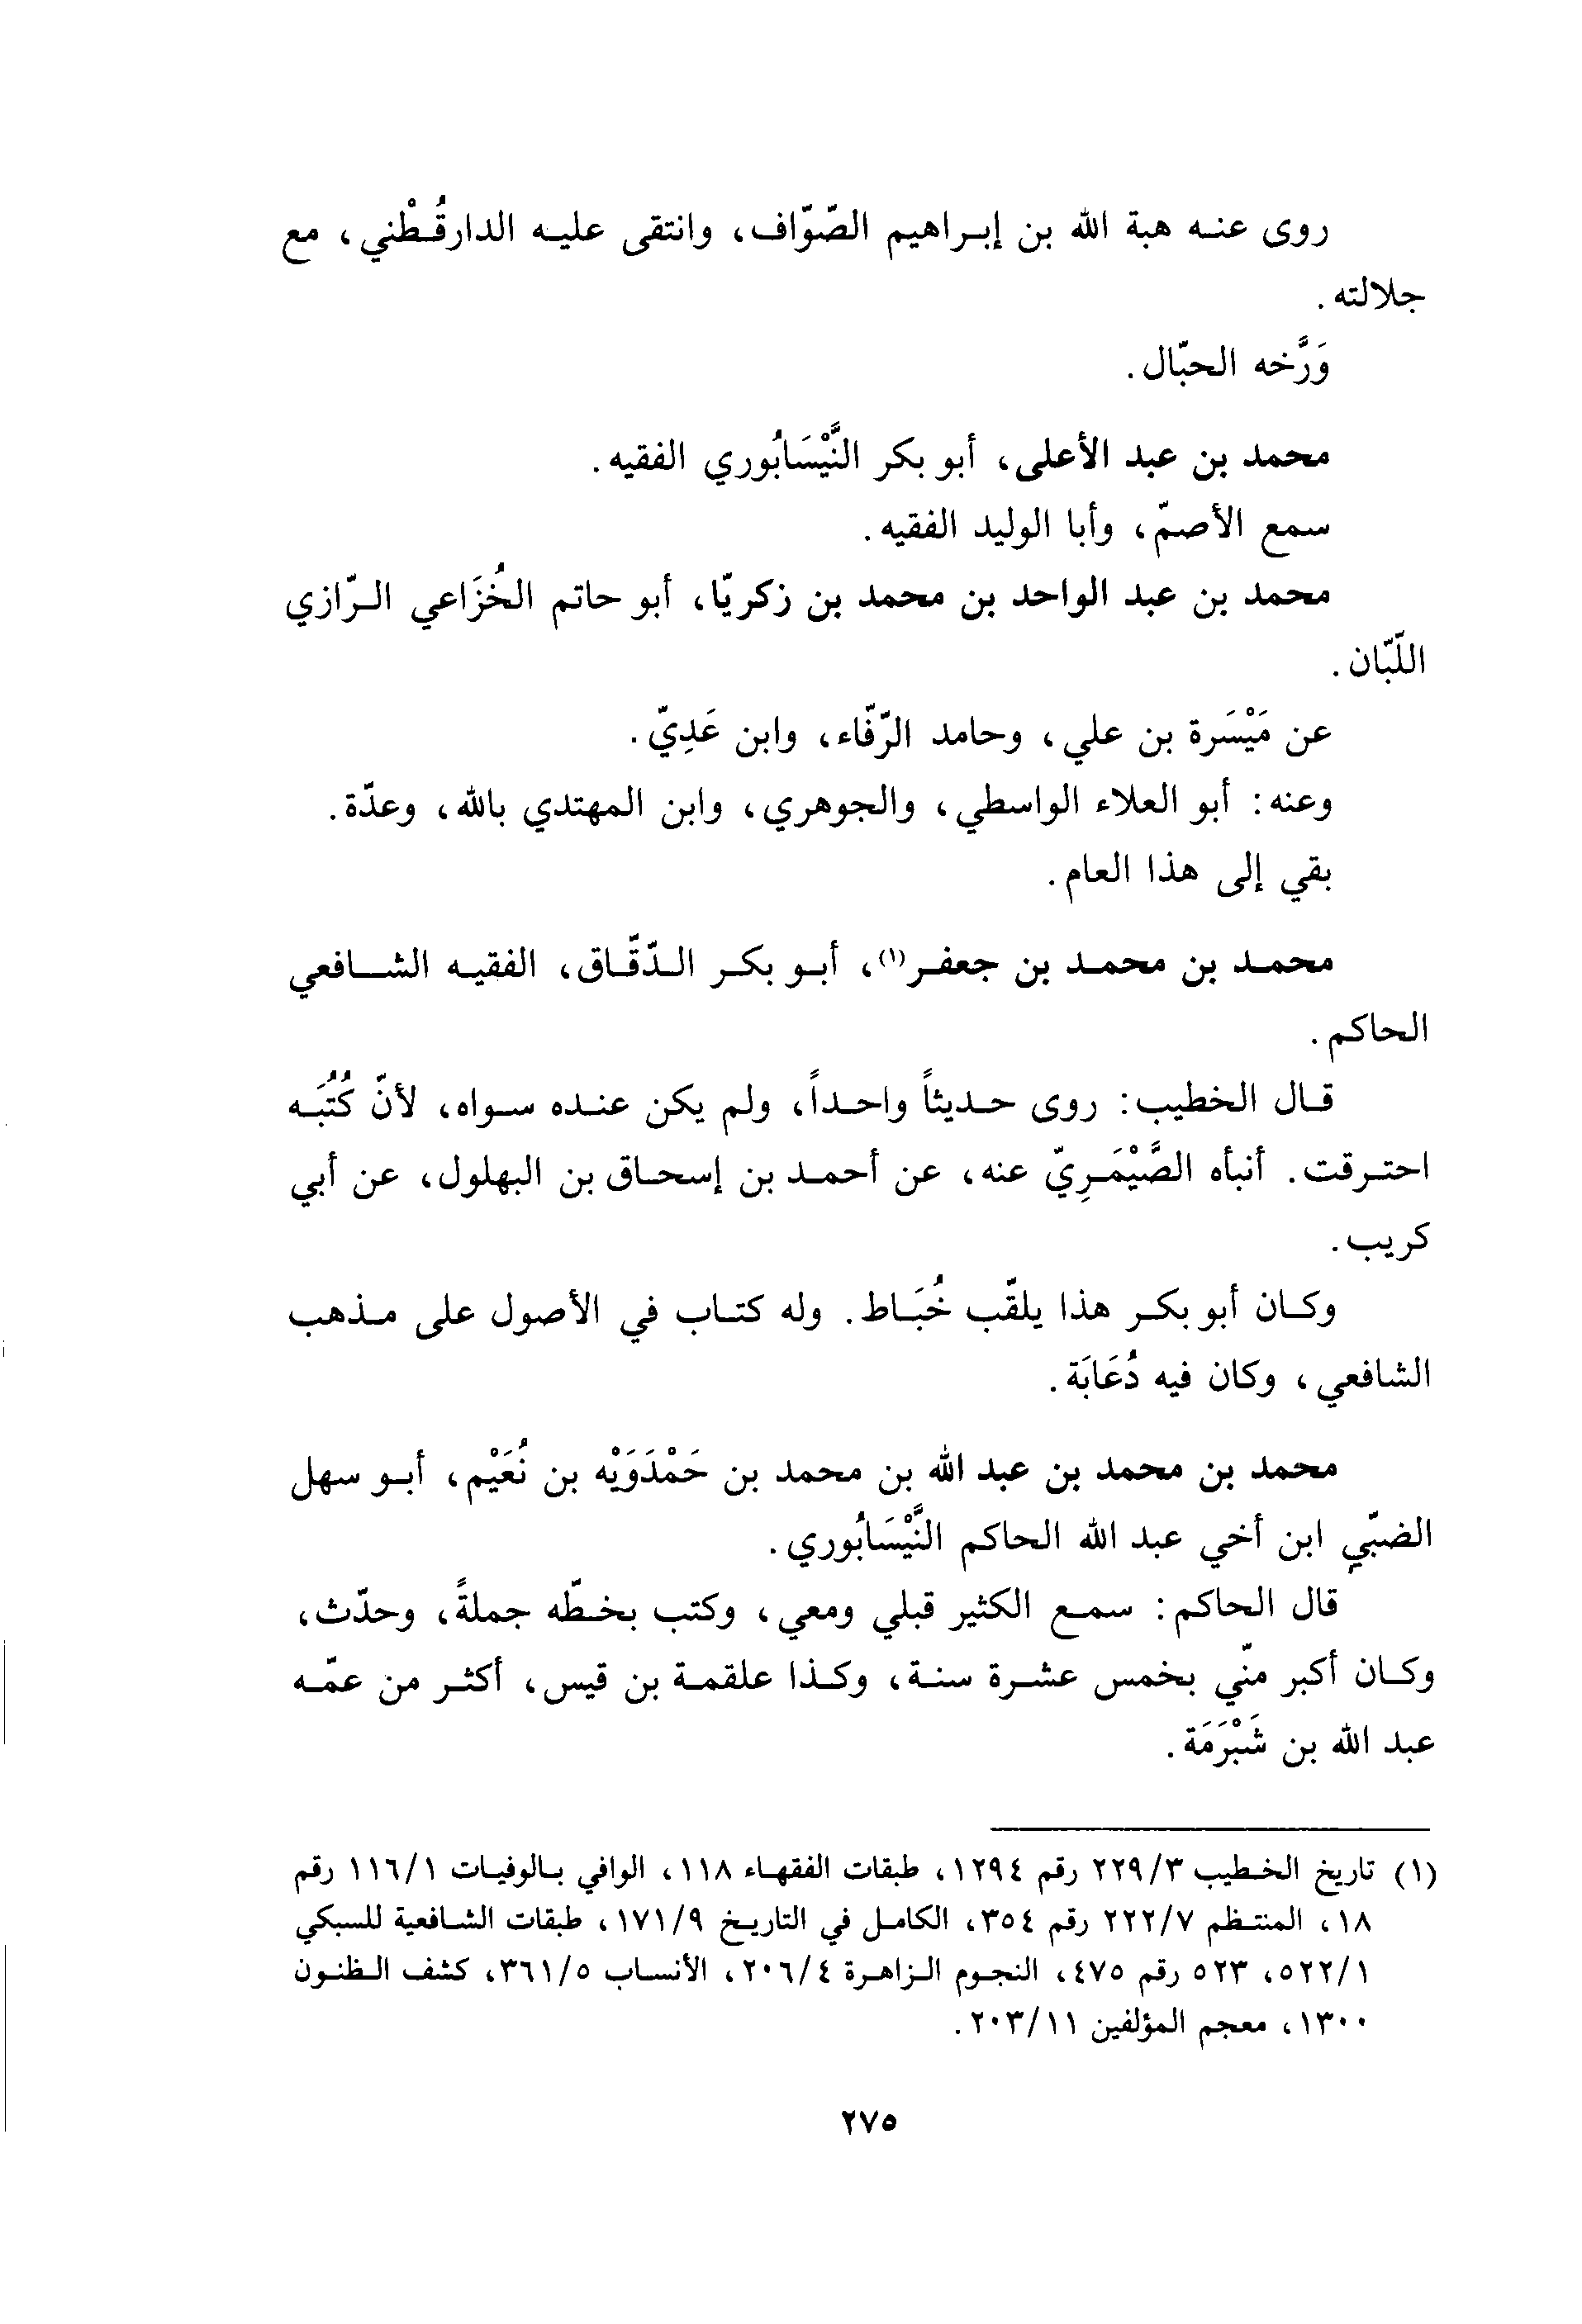 روى عنه هبة الله بن إبراهيم الصّوّاف، وانتقى عليه الدارقُطْني، مع
جلالته.
وَرَّخه الحبّال.
محمد بن عبد الأعلى، أبو بكر النَّيْسَابُوري الفقيه.
سمع الأصمّ، وأبا الوليد الفقيه.
محمد بن عبد الواحد بن محمد بن زكريّا، أبو حاتم الخُزَاعي الرّازي
اللّبّان.
عن مَيْسَرة بن علي، وحامد الرّفّاء، وابن عَدِيّ.
وعنه: أبو العلاء الواسطي، والجوهري، وابن المهتدي بالله، وعدّة.
بقي إلى هذا العام.
محمد بن محمد بن جعفر(١)، أبو بكر الدّقّاق، الفقيه الشافعي
الحاكم.
قال الخطيب: روى حديثاً واحداً، ولم يكن عنده سواه، لأنّ كُتُبَه
احترقت. أنبأه الصَّيْمَرِيّ عنه، عن أحمد بن إسحاق بن البهلول، عن أبي
كريب.
وكان أبو بكر هذا يلقّب خُبَاط. وله كتاب في الأصول على مذهب
الشافعي، وكان فيه دُعَابَة.
محمد بن محمد بن عبد الله بن محمد بن حَمْدَوَيْه بن نُعَيْم، أبو سهل
الضبّي ابن أخي عبد الله الحاكم النَّيْسَابُوري.
قال الحاكم: سمع الكثير قبلي ومعي، وكتب بخطّه جملةً، وحدّث،
وكان أكبر منّي بخمس عشرة سنة، وكذا علقمة بن قيس، أكثر من عمّه
عبد الله بن شَبْرَمَة.
(١) تاريخ الخطيب ٢٢٩/٣ رقم ١٢٩٤، طبقات الفقهاء ١١٨، الوافي بالوفيات ١١٦/١ رقم
١٨، المنتظم ٢٢٢/٧ رقم ٣٥٤، الكامل في التاريخ ١٧١/٩، طبقات الشافعية للسبكي
٥٢٢/١، ٥٢٣ رقم ٤٧٥، النجوم الزاهرة ٢٠٦/٤، الأنساب ٣٦١/٥، كشف الظنون
١٣٠٠، معجم المؤلفين ٢٠٣/١١.
٢٧٥